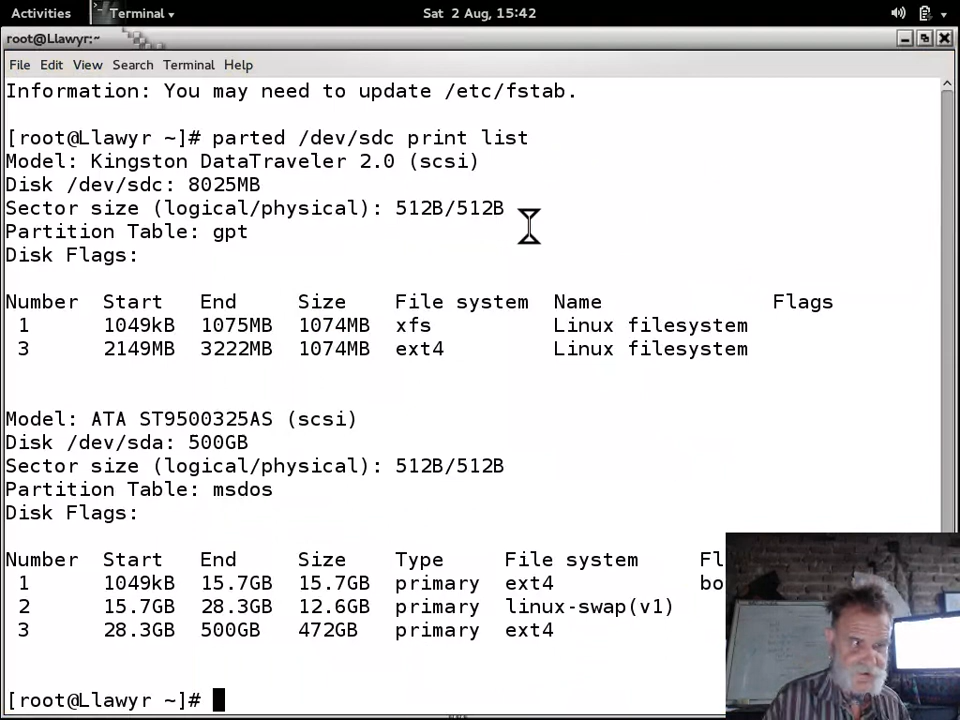 Activities Terminal Sat 2 Aug, 15:42
root@Llawyr:~
File Edit View Search Terminal Help
Information: You may need to update /etc/fstab.
[root@Llawyr ~]# parted /dev/sdc print list
Model: Kingston DataTraveler 2.0 (scsi)
Disk /dev/sdc: 8025MB
Sector size (logical/physical): 512B/512B
Partition Table: gpt
Disk Flags:
Number Start End Size File system Name Flags
1 1049kB 1075MB 1074MB xfs Linux filesystem
3 2149MB 3222MB 1074MB ext4 Linux filesystem
Model: ATA ST9500325AS (scsi)
Disk /dev/sda: 500GB
Sector size (logical/physical): 512B/512B
Partition Table: msdos
Disk Flags:
Number Start End Size Type File system Fl
1 1049kB 15.7GB 15.7GB primary ext4 bo
2 15.7GB 28.3GB 12.6GB primary linux-swap(v1)
3 28.3GB 500GB 472GB primary ext4
[root@Llawyr ~]#